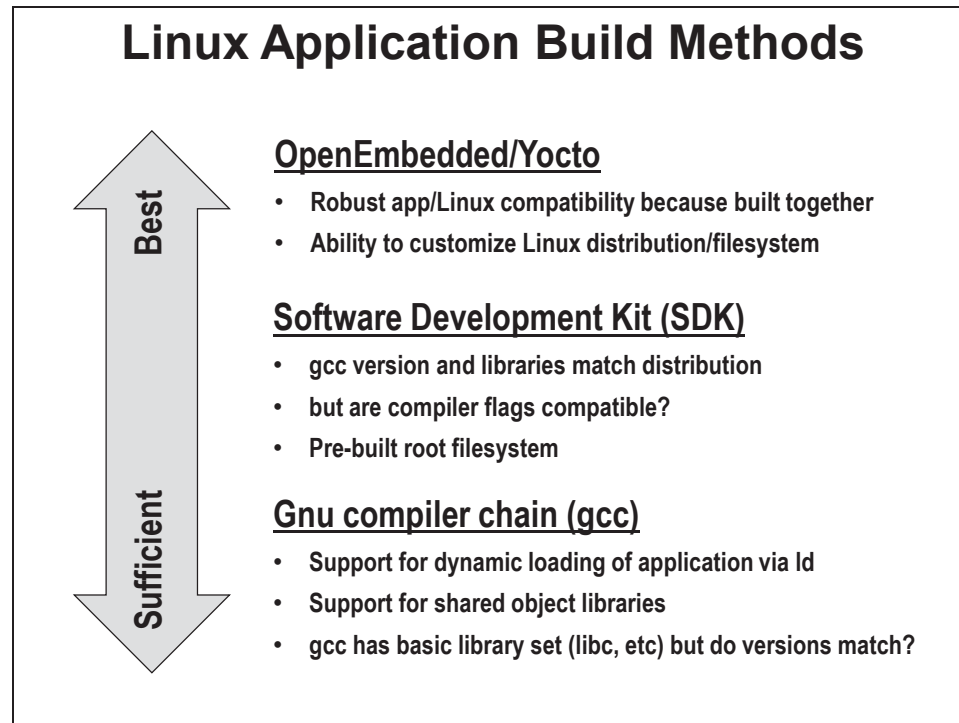 Linux Application Build Methods
Best
Sufficient
OpenEmbedded/Yocto
• Robust app/Linux compatibility because built together
• Ability to customize Linux distribution/filesystem
Software Development Kit (SDK)
• gcc version and libraries match distribution
• but are compiler flags compatible?
• Pre-built root filesystem
Gnu compiler chain (gcc)
• Support for dynamic loading of application via ld
• Support for shared object libraries
• gcc has basic library set (libc, etc) but do versions match?